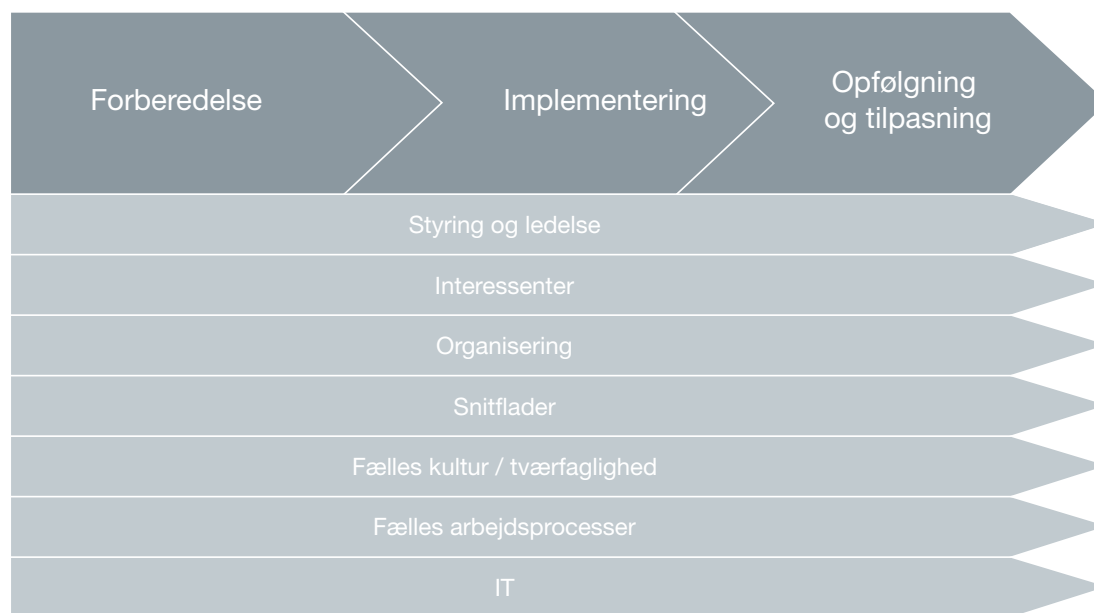 Forberedelse
Implementering
Opfølgning
og tilpasning
Styring og ledelse
Interessenter
Organisering
Snitflader
Fælles kultur / tværfaglighed
Fælles arbejdsprocesser
IT